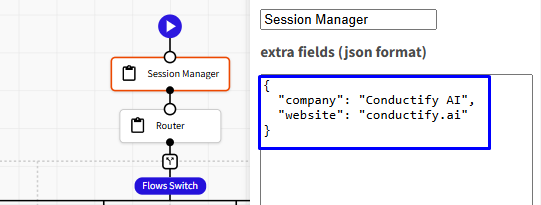 Session Manager
Router
Flows Switch
Session Manager
extra fields (json format)
{
  "company": "Conductify AI",
  "website": "conductify.ai"
}